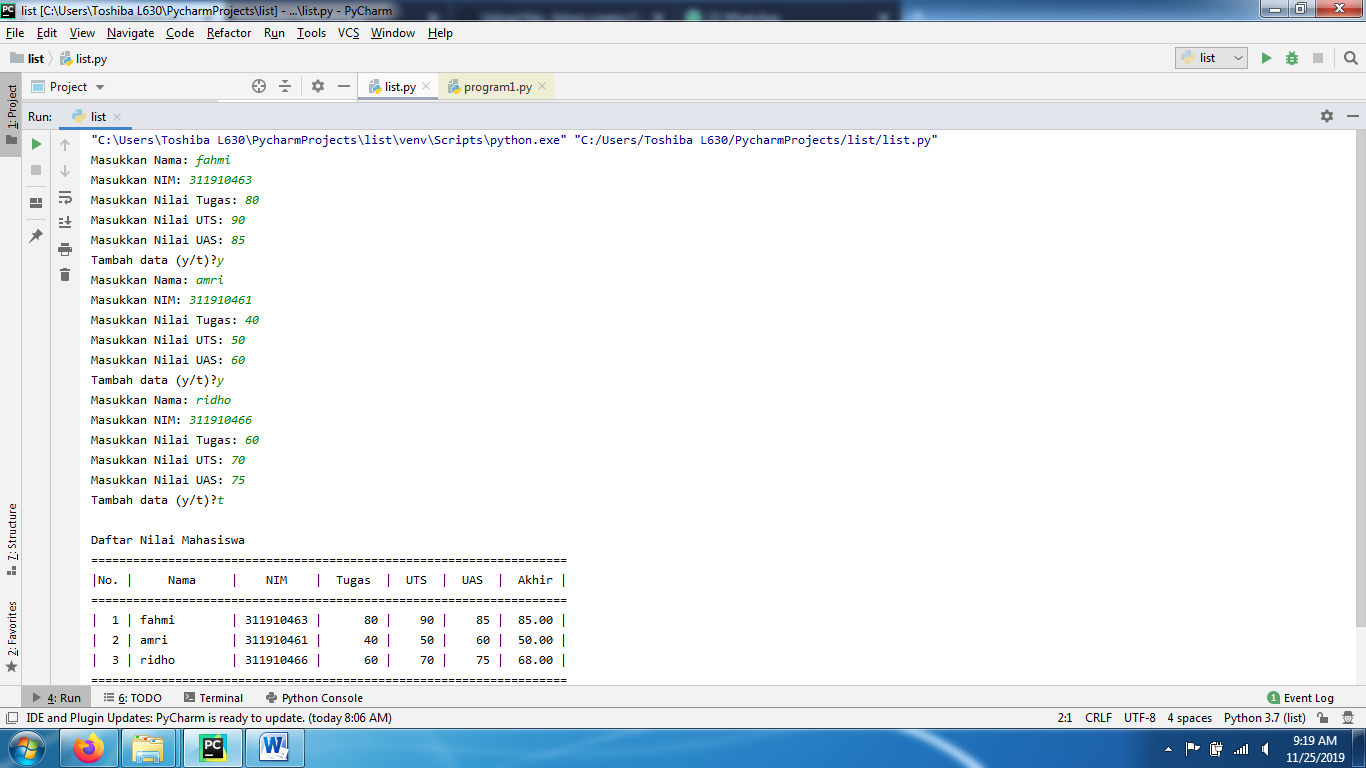 list [C:\Users\Toshiba L630\PycharmProjects\list] - ...\list.py - PyCharm
File Edit View Navigate Code Refactor Run Tools VCS Window Help
list list.py list
1: Project Project list.py program1.py
Run: list
"C:\Users\Toshiba L630\PycharmProjects\list\venv\Scripts\python.exe" "C:/Users/Toshiba L630/PycharmProjects/list/list.py"
Masukkan Nama: fahmi
Masukkan NIM: 311910463
Masukkan Nilai Tugas: 80
Masukkan Nilai UTS: 90
Masukkan Nilai UAS: 85
Tambah data (y/t)?y
Masukkan Nama: amri
Masukkan NIM: 311910461
Masukkan Nilai Tugas: 40
Masukkan Nilai UTS: 50
Masukkan Nilai UAS: 60
Tambah data (y/t)?y
Masukkan Nama: ridho
Masukkan NIM: 311910466
Masukkan Nilai Tugas: 60
Masukkan Nilai UTS: 70
Masukkan Nilai UAS: 75
Tambah data (y/t)?t
Daftar Nilai Mahasiswa
====================================================================
|No. |     Nama     |    NIM    |  Tugas  |  UTS  |  UAS  |  Akhir |
====================================================================
|  1 | fahmi        | 311910463 |      80 |    90 |    85 |  85.00 |
|  2 | amri         | 311910461 |      40 |    50 |    60 |  50.00 |
|  3 | ridho        | 311910466 |      60 |    70 |    75 |  68.00 |
====================================================================
7: Structure
2: Favorites
4: Run 6: TODO Terminal Python Console 1 Event Log
IDE and Plugin Updates: PyCharm is ready to update. (today 8:06 AM) 2:1 CRLF UTF-8 4 spaces Python 3.7 (list)
9:19 AM
11/25/2019